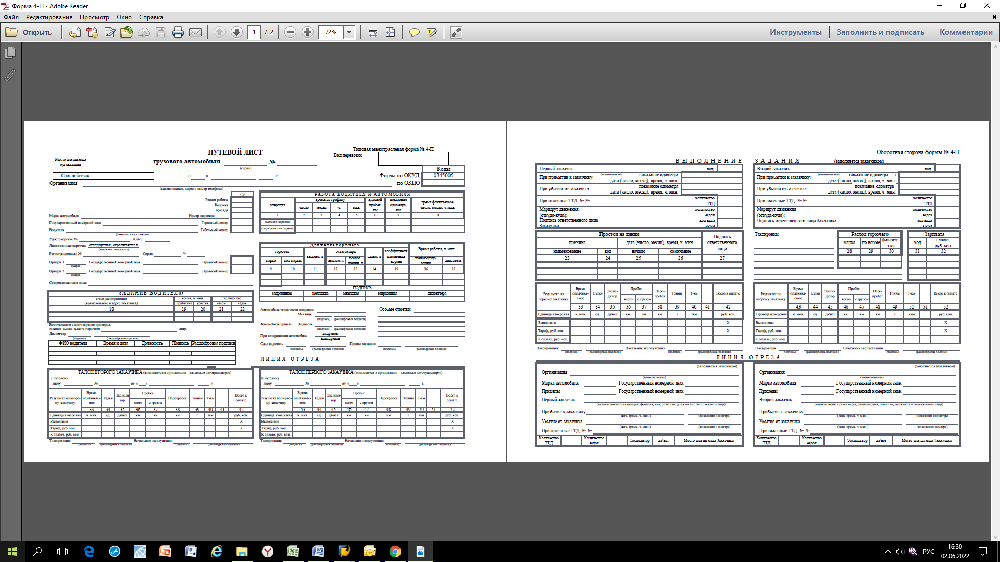 Форма 4-П - Adobe Reader
Файл Редактирование Просмотр Окно Справка
Открыть 1 / 2 72% Инструменты Заполнить и подписать Комментарии
Типовая межотраслевая форма № 4-П
Место для штампа
организации
ПУТЕВОЙ ЛИСТ
Вид перевозки
грузового автомобиля №
(серия)
Коды
Срок действия « » г. Форма по ОКУД 0345005
Организация по ОКПО
(наименование, адрес и номер телефона)
Код
Режим работы
Колонна
Бригада
Марка автомобиля Номер парковки
Государственный номерной знак Гаражный номер
Водитель Табельный номер
(фамилия, имя, отчество)
Удостоверение № Класс
Лицензионная карточка стандартная, ограниченная
(ненужное зачеркнуть)
Регистрационный № Серия №
Прицеп 1 Государственный номерной знак Гаражный номер
(марка)
Прицеп 2 Государственный номерной знак Гаражный номер
(марка)
Сопровождающие лица:
РАБОТА ВОДИТЕЛЯ И АВТОМОБИЛЯ
операция время по графику нулевой пробег, км показание одометра, км время фактическое, число, месяц, ч. мин.
число месяц ч. мин.
1 2 3 4 5 6 7 8
выезд из парковки
возвращение на парковку
Движение горючего Время работы, ч. мин.
горючее выдано, л остаток при сдано, л коэффициент изменения нормы
марка код марки выезде, л возвра-щении, л спецоборудо-вания двигателя
9 10 11 12 13 14 15 16 17
ПОДПИСЬ
заправщика механика механика заправщика диспетчера
ЗАДАНИЕ ВОДИТЕЛЮ
в чье распоряжение
(наименование и адрес заказчика) время, ч. мин. количество
прибытия убытия часов ездок
18 19 20 21 22
Водительское удостоверение проверил,
задание выдал, выдать горючего литр.
Диспетчер
(подпись) (расшифровка подписи)
ФИО водителя Время и дата Должность Подпись Расшифровка подписи
Автомобиль технически исправен. Особые отметки
Механик
(подпись) (расшифровка подписи)
Автомобиль принял. Водитель
(подпись) (расшифровка подписи)
При возвращении автомобиль исправен
неисправен
Сдал водитель Принял механик
(подпись) (расшифровка подписи) (подпись) (расшифровка подписи)
ЛИНИЯ ОТРЕЗА
ТАЛОН ВТОРОГО ЗАКАЗЧИКА (заполняется в организации - владельце автотранспорта)
К путевому
листу № от « » г.
Результат по второ-му заказчику Время оплачивае-мое Ездки Экспеди-тор Пробег Перепробег Тонны Т-км Всего к оплате
всего с грузом
33 34 35 36 37 38 39 40 41 42
Единица измерения ч. мин. ед. да/нет км км км т ткм руб. коп.
Выполнено X
Тариф, руб. коп. X
К оплате, руб. коп.
Таксировщик Начальник эксплуатации
(подпись) (расшифровка подписи) (подпись) (расшифровка подписи)
ТАЛОН ПЕРВОГО ЗАКАЗЧИКА (заполняется в организации - владельце автотранспорта)
К путевому
листу № от « » г.
Результат по перво-му заказчику Время оплачивае-мое Ездки Экспеди-тор Пробег Перепробег Тонны Т-км Всего к оплате
всего с грузом
43 44 45 46 47 48 49 50 51 52
Единица измерения ч. мин. ед. да/нет км км км т ткм руб. коп.
Выполнено X
Тариф, руб. коп. X
К оплате, руб. коп.
Таксировщик Начальник эксплуатации
(подпись) (расшифровка подписи) (подпись) (расшифровка подписи)
Оборотная сторона формы № 4-П
ВЫПОЛНЕНИЕ ЗАДАНИЯ (заполняется заказчиком)
Первый заказчик: код
(наименование)
При прибытии к заказчику: показание одометра
дата (число, месяц), время, ч. мин.
При убытии от заказчика: показание одометра
дата (число, месяц), время, ч. мин.
Приложенные ТТД: № № количество ТТД
Маршрут движения количество
(откуда-куда): ездок
Подпись ответственного лица код вида
Заказчика груза
Второй заказчик: код
(наименование)
При прибытии к заказчику: показание одометра
дата (число, месяц), время, ч. мин.
При убытии от заказчика: показание одометра
дата (число, месяц), время, ч. мин.
Приложенные ТТД: № № количество ТТД
Маршрут движения количество
(откуда-куда): ездок
Подпись ответственного лица Заказчика код вида
груза
Простои на линии Подпись ответственного лица
причина дата (число, месяц), время, ч. мин.
наименование код начало окончание
23 24 25 26 27
Таксировка: Расход горючего Зарплата
марка по норме фактиче-ски код сумма, руб. коп.
28 29 30 31 32
Результат по первому заказчику Время оплачива-емое Ездки Экспе-дитор Пробег Пере-пробег Тонны Т-км Всего к оплате
всего с грузом
33 34 35 36 37 38 39 40 41 42
Единица измерения ч. мин. ед. да/нет км км км т ткм руб. коп.
Выполнено X
Тариф, руб. коп. X
К оплате, руб. коп.
Таксировщик Начальник эксплуатации
(подпись) (расшифровка подписи) (подпись) (расшифровка подписи)
Результат по второму заказчику Время оплачива-емое Ездки Экспе-дитор Пробег Пере-пробег Тонны Т-км Всего к оплате
всего с грузом
43 44 45 46 47 48 49 50 51 52
Единица измерения ч. мин. ед. да/нет км км км т ткм руб. коп.
Выполнено X
Тариф, руб. коп. X
К оплате, руб. коп.
Таксировщик Начальник эксплуатации
(подпись) (расшифровка подписи) (подпись) (расшифровка подписи)
ЛИНИЯ ОТРЕЗА
(заполняется заказчиком)
Организация
(наименование)
Марка автомобиля Государственный номерной знак
Прицепы Государственный номерной знак
Первый заказчик
(наименование организации, фамилия, имя, отчество, должность ответственного лица)
Прибытие к заказчику
(дата, время, ч. мин.) (показание одометра)
Убытие от заказчика
(дата, время, ч. мин.) (показание одометра)
Приложенные ТТД: № №
Количество ТТД Количество ездок Экспедитор да/нет Место для штампа Заказчика
(заполняется заказчиком)
Организация
(наименование)
Марка автомобиля Государственный номерной знак
Прицепы Государственный номерной знак
Второй заказчик
(наименование организации, фамилия, имя, отчество, должность ответственного лица)
Прибытие к заказчику
(дата, время, ч. мин.) (показание одометра)
Убытие от заказчика
(дата, время, ч. мин.) (показаниеодометра)
Приложенные ТТД: № №
Количество ТТД Количество ездок Экспедитор да/нет Место для штампа Заказчика
РУС
16:30
02.06.2022